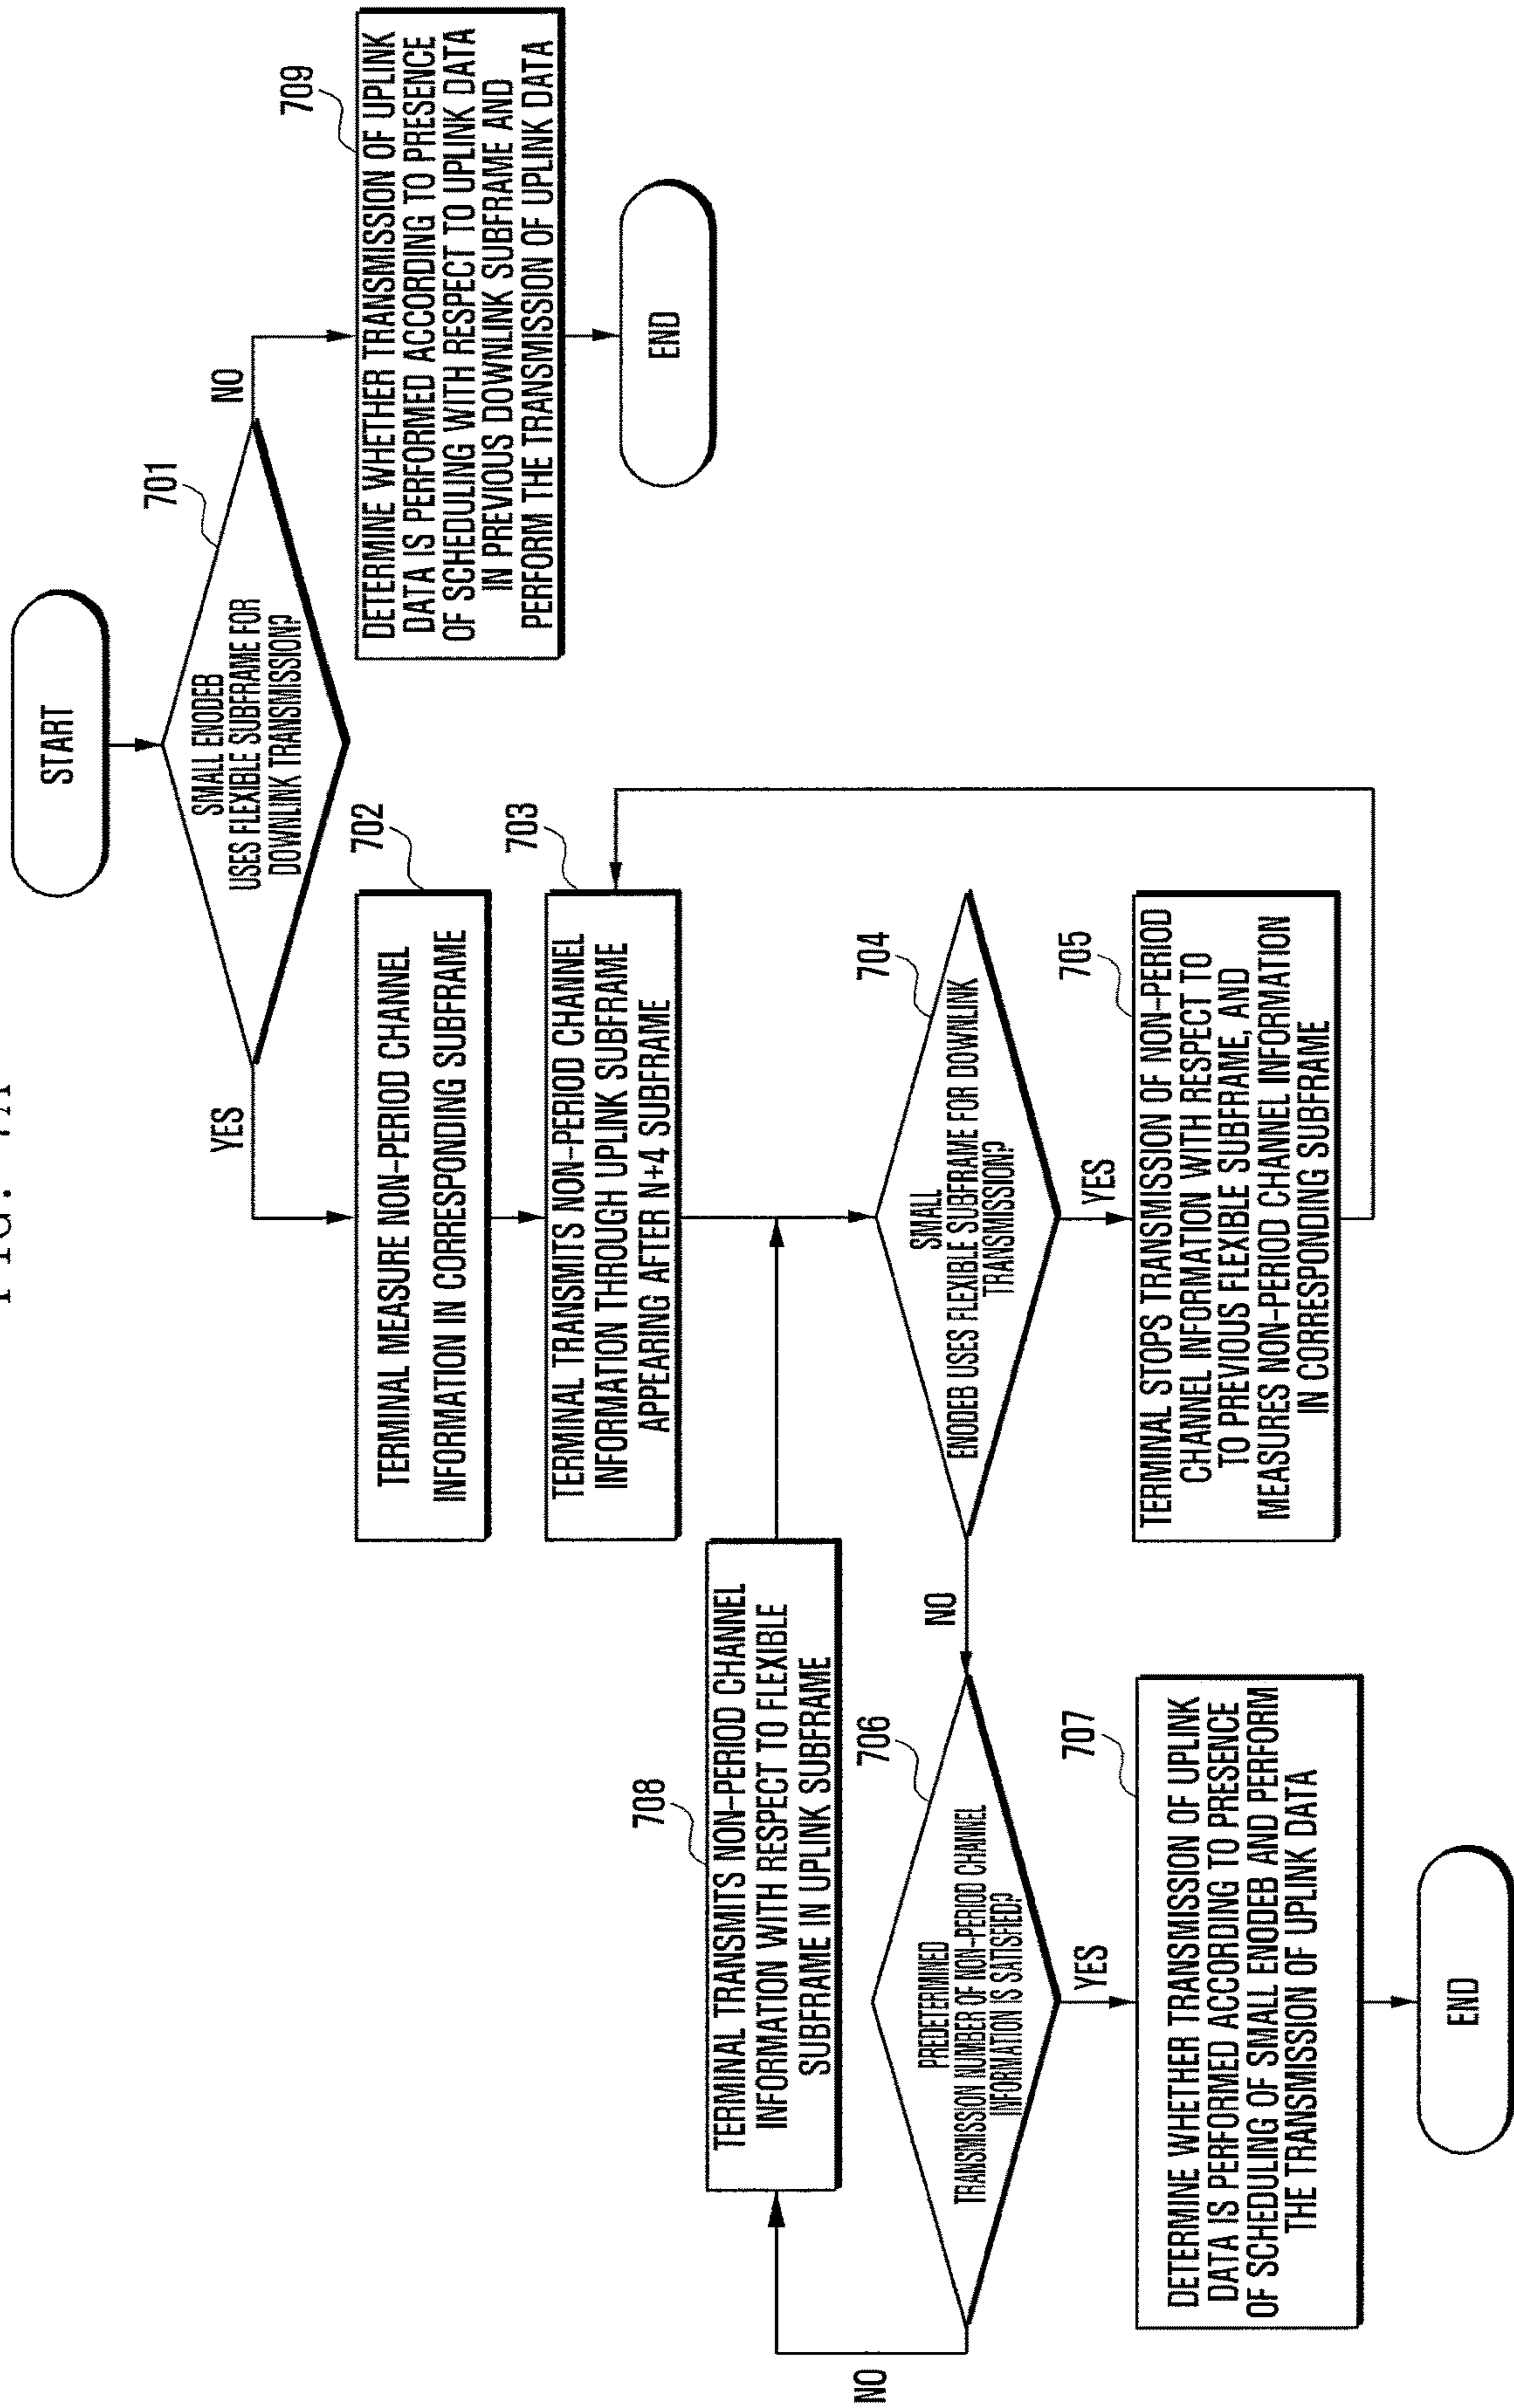 FIG. 7A
START
701
SMALL ENODEB
USES FLEXIBLE SUBFRAME FOR
DOWNLINK TRANSMISSION?
YES
NO
702
TERMINAL MEASURE NON-PERIOD CHANNEL
INFORMATION IN CORRESPONDING SUBFRAME
709
DETERMINE WHETHER TRANSMISSION OF UPLINK
DATA IS PERFORMED ACCORDING TO PRESENCE
OF SCHEDULING WITH RESPECT TO UPLINK DATA
IN PREVIOUS DOWNLINK SUBFRAME AND
PERFORM THE TRANSMISSION OF UPLINK DATA
END
703
TERMINAL TRANSMITS NON-PERIOD CHANNEL
INFORMATION THROUGH UPLINK SUBFRAME
APPEARING AFTER N+4 SUBFRAME
708
TERMINAL TRANSMITS NON-PERIOD CHANNEL
INFORMATION WITH RESPECT TO FLEXIBLE
SUBFRAME IN UPLINK SUBFRAME
704
SMALL
ENODEB USES FLEXIBLE SUBFRAME FOR DOWNLINK
TRANSMISSION?
NO
YES
706
PREDETERMINED
TRANSMISSION NUMBER OF NON-PERIOD CHANNEL
INFORMATION IS SATISFIED?
NO
YES
705
TERMINAL STOPS TRANSMISSION OF NON-PERIOD
CHANNEL INFORMATION WITH RESPECT TO
TO PREVIOUS FLEXIBLE SUBFRAME, AND
MEASURES NON-PERIOD CHANNEL INFORMATION
IN CORRESPONDING SUBFRAME
707
DETERMINE WHETHER TRANSMISSION OF UPLINK
DATA IS PERFORMED ACCORDING TO PRESENCE
OF SCHEDULING OF SMALL ENODEB AND PERFORM
THE TRANSMISSION OF UPLINK DATA
END